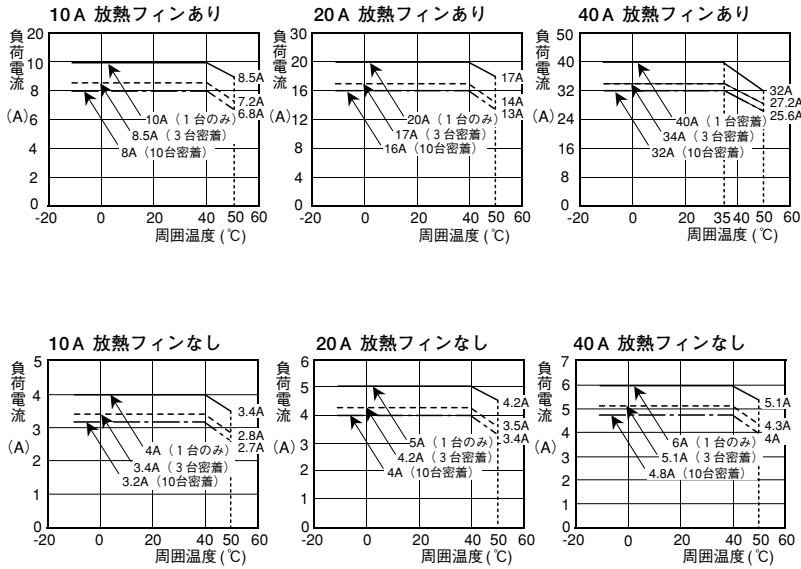 10A 放熱フィンあり
負荷電流
(A)
20
10
8
6
4
2
0
-20
0
20
40
50
60
周囲温度(℃)
8.5A
7.2A
6.8A
10A(1台のみ)
8.5A(3台密着)
8A(10台密着)
20A 放熱フィンあり
負荷電流
(A)
30
20
16
12
8
4
0
-20
0
20
40
50
60
周囲温度(℃)
17A
14A
13A
20A(1台のみ)
17A(3台密着)
16A(10台密着)
40A 放熱フィンあり
負荷電流
(A)
50
40
32
24
16
8
0
-20
0
20
35
40
50
60
周囲温度(℃)
32A
27.2A
25.6A
40A(1台のみ)
34A(3台密着)
32A(10台密着)
10A 放熱フィンなし
負荷電流
(A)
5
4
3
2
1
0
-20
0
20
40
50
60
周囲温度(℃)
3.4A
2.8A
2.7A
4A(1台のみ)
3.4A(3台密着)
3.2A(10台密着)
20A 放熱フィンなし
負荷電流
(A)
6
5
4
3
2
1
0
-20
0
20
40
50
60
周囲温度(℃)
4.2A
3.5A
3.4A
5A(1台のみ)
4.2A(3台密着)
4A(10台密着)
40A 放熱フィンなし
負荷電流
(A)
7
6
5
4
3
2
1
0
-20
0
20
40
50
60
周囲温度(℃)
5.1A
4.3A
4A
6A(1台のみ)
5.1A(3台密着)
4.8A(10台密着)